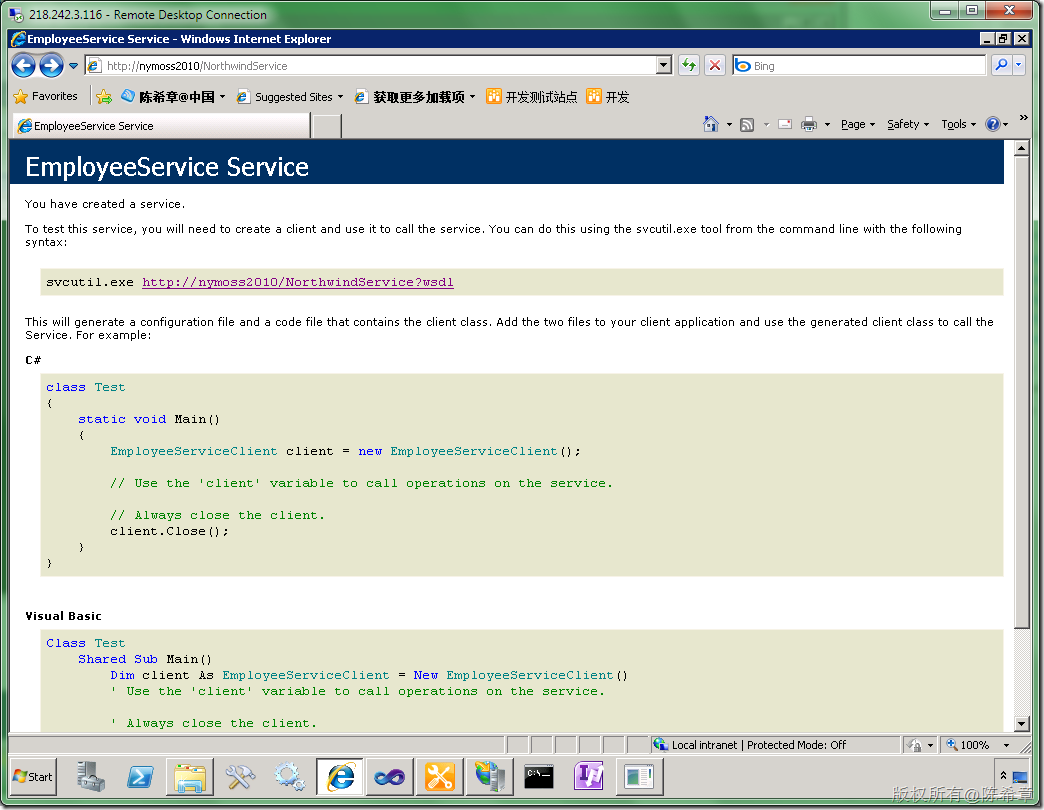 218.242.3.116 - Remote Desktop Connection
EmployeeService Service - Windows Internet Explorer
http://nymoss2010/NorthwindService
Bing
Favorites 陈希章@中国 Suggested Sites 获取更多加载项 开发测试站点 开发
EmployeeService Service
Page Safety Tools
EmployeeService Service
You have created a service.
To test this service, you will need to create a client and use it to call the service. You can do this using the svcutil.exe tool from the command line with the following
syntax:
svcutil.exe http://nymoss2010/NorthwindService?wsdl
This will generate a configuration file and a code file that contains the client class. Add the two files to your client application and use the generated client class to call the
Service. For example:
C#
class Test
{
static void Main()
{
EmployeeServiceClient client = new EmployeeServiceClient();
// Use the 'client' variable to call operations on the service.
// Always close the client.
client.Close();
}
}
Visual Basic
Class Test
Shared Sub Main()
Dim client As EmployeeServiceClient = New EmployeeServiceClient()
' Use the 'client' variable to call operations on the service.
' Always close the client.
Local intranet | Protected Mode: Off
100%
Start
版权所有@陈希章